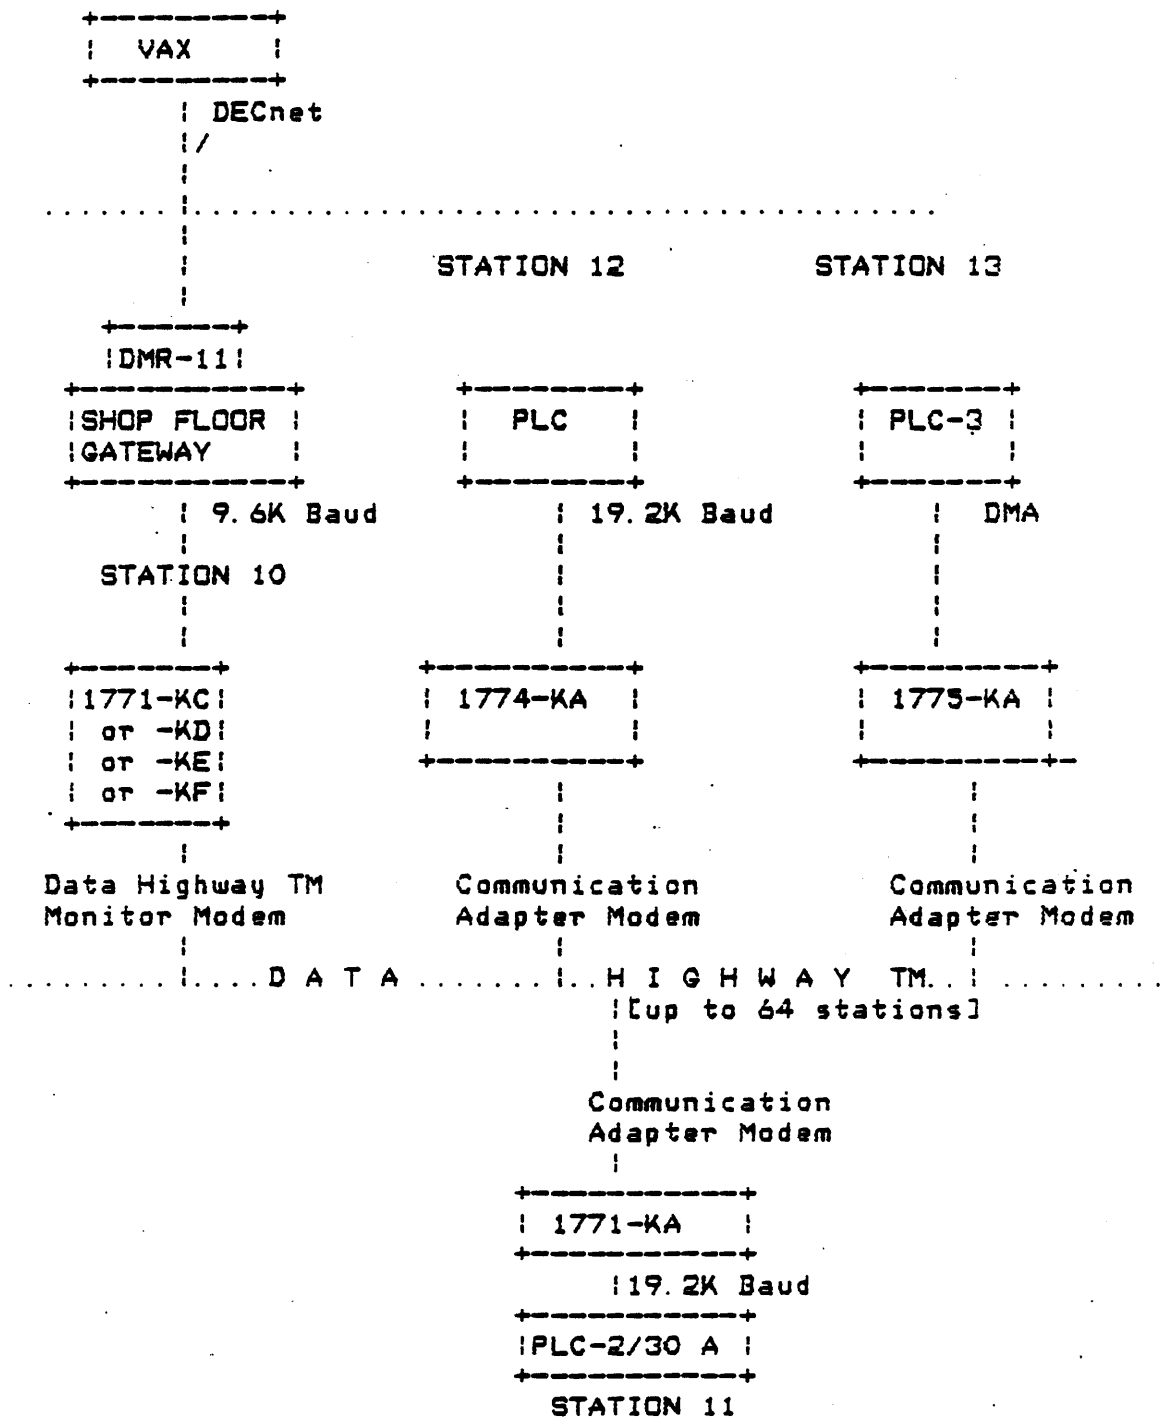 VAX
DECnet
STATION 12
STATION 13
DMR-11
SHOP FLOOR
GATEWAY
PLC
PLC-3
9.6K Baud
19.2K Baud
DMA
STATION 10
1771-KC
or -KD
or -KE
or -KF
1774-KA
1775-KA
Data Highway TM
Monitor Modem
Communication
Adapter Modem
Communication
Adapter Modem
D A T A H I G H W A Y TM
[up to 64 stations]
Communication
Adapter Modem
1771-KA
19.2K Baud
PLC-2/30 A
STATION 11